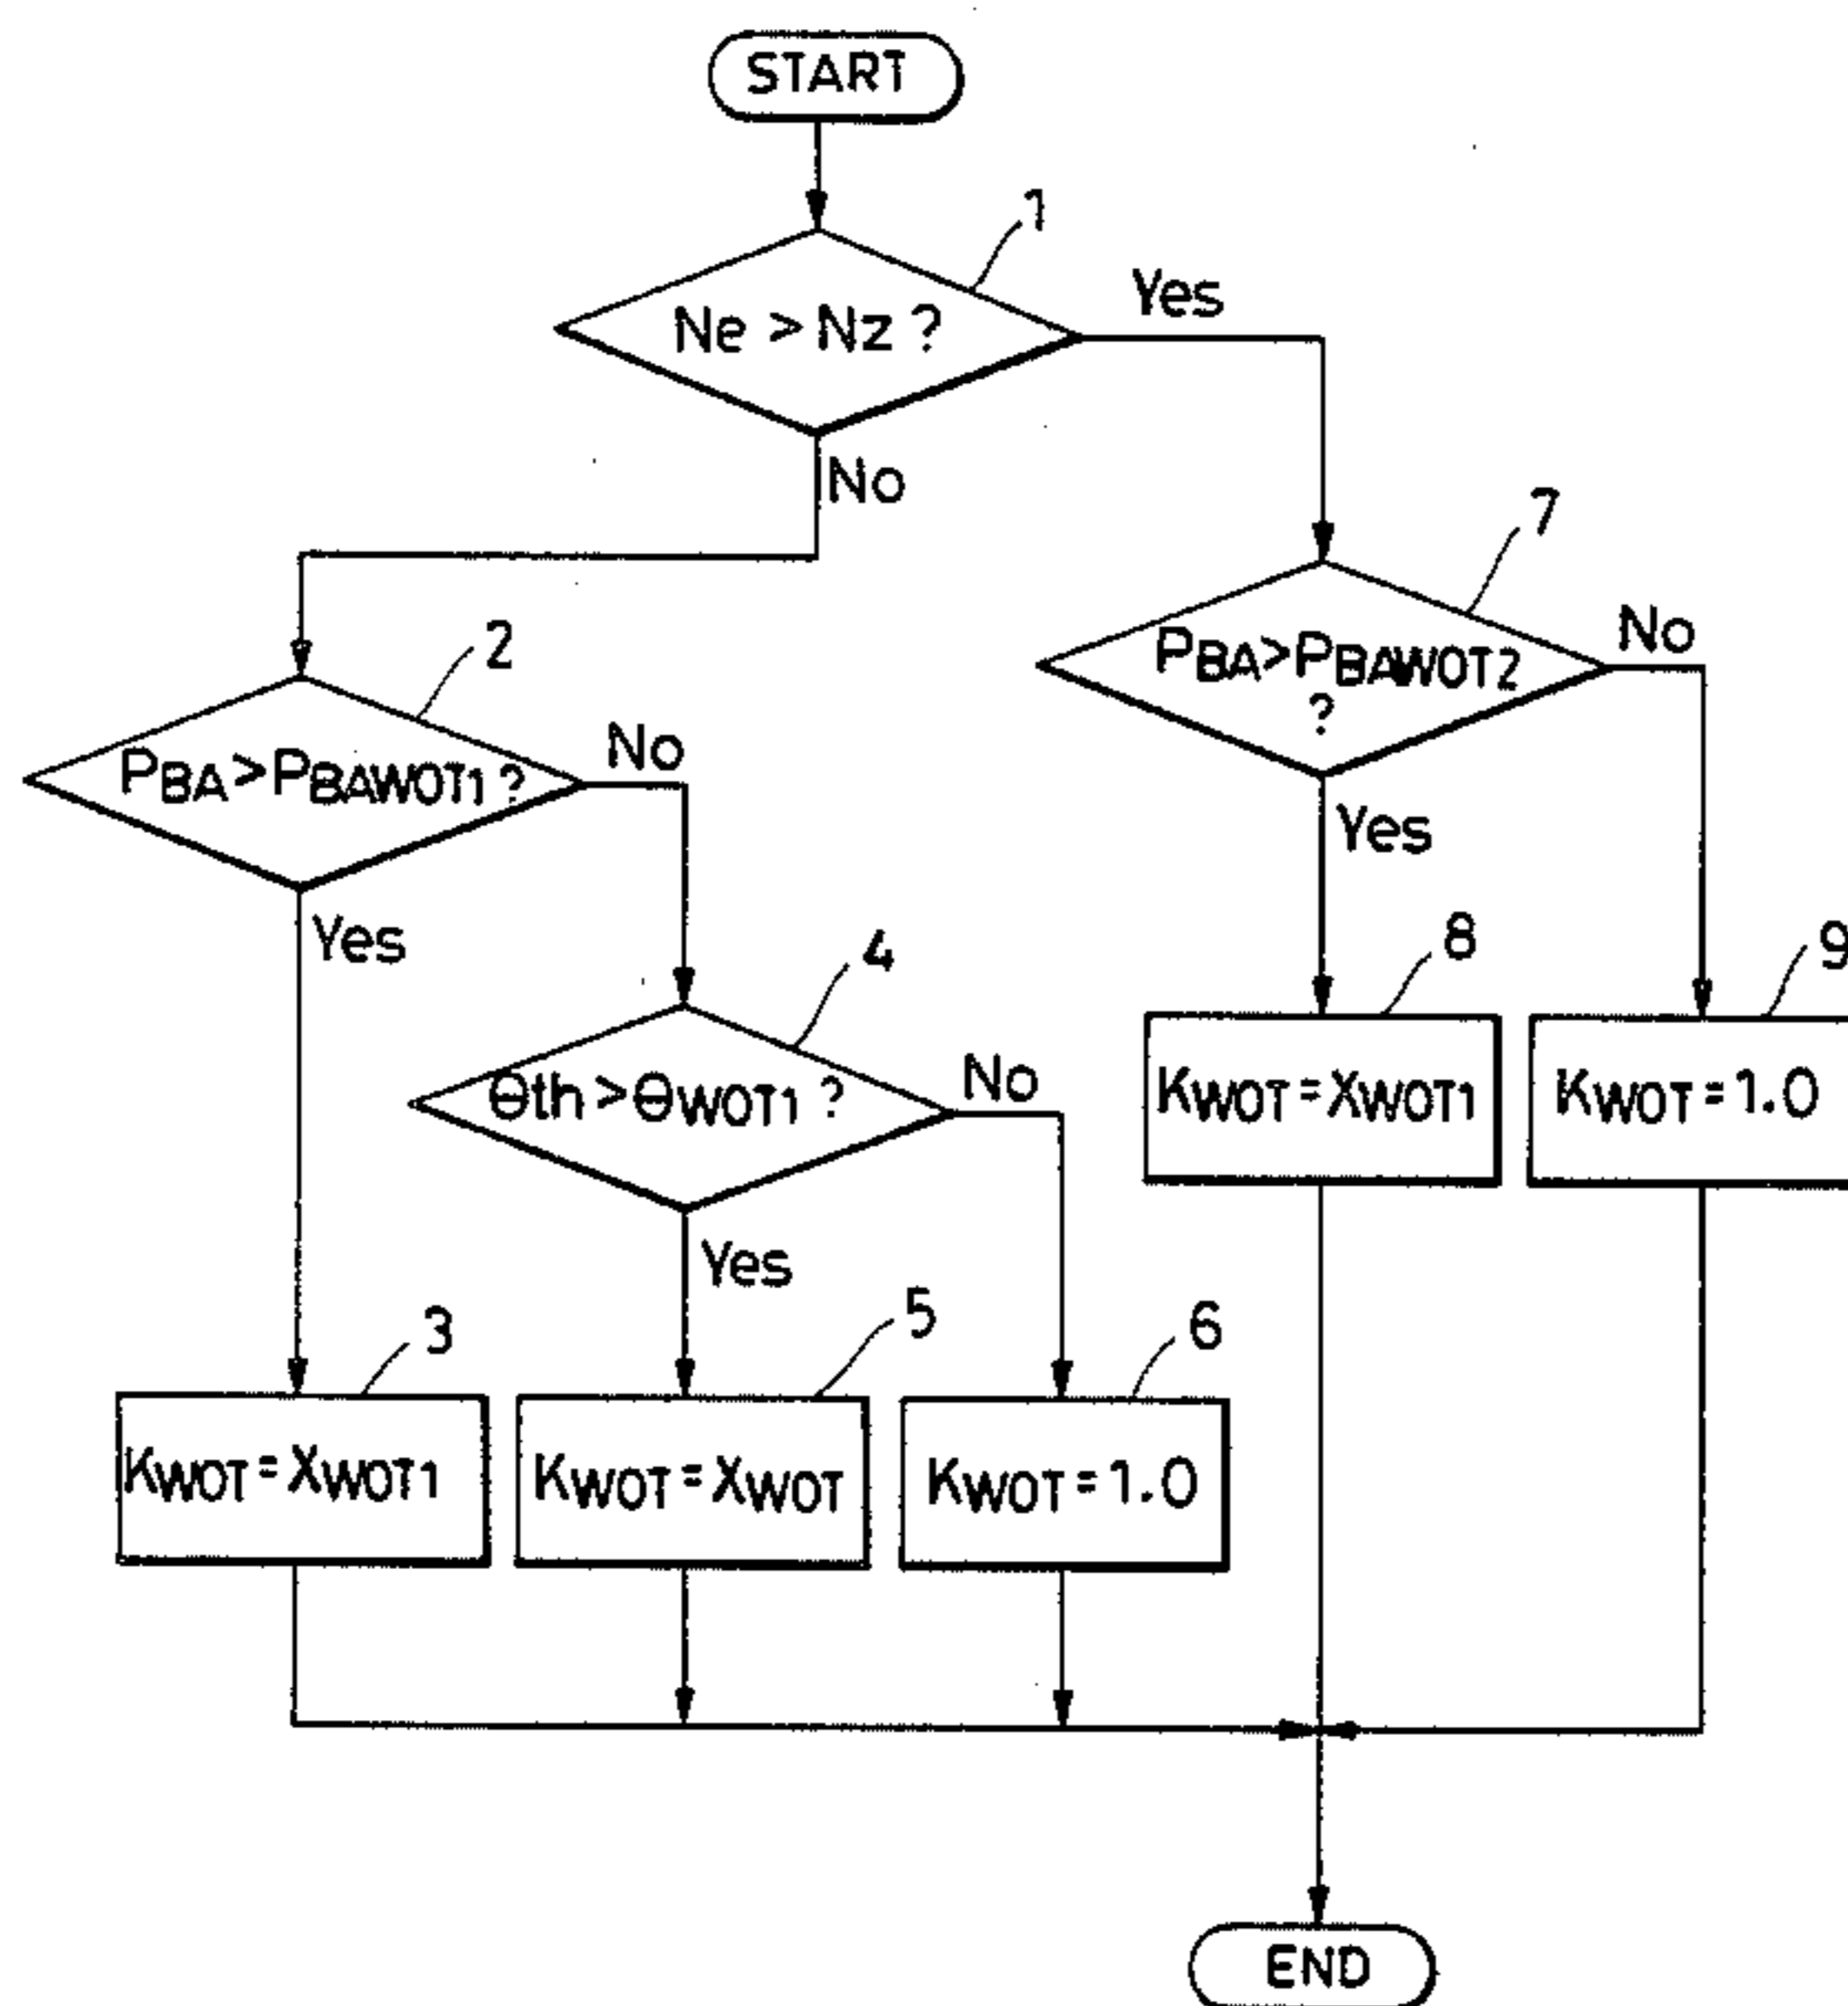 START
1
Ne > Nz ?
Yes
No
7
PBA>PBAWOT2
?
No
2
PBA>PBAWOT1 ?
No
Yes
Yes
4
θth >θWOT1 ?
No
8
9
KWOT=XWOT1
KWOT=1.0
Yes
3
5
6
KWOT=XWOT1
KWOT=XWOT
KWOT=1.0
END